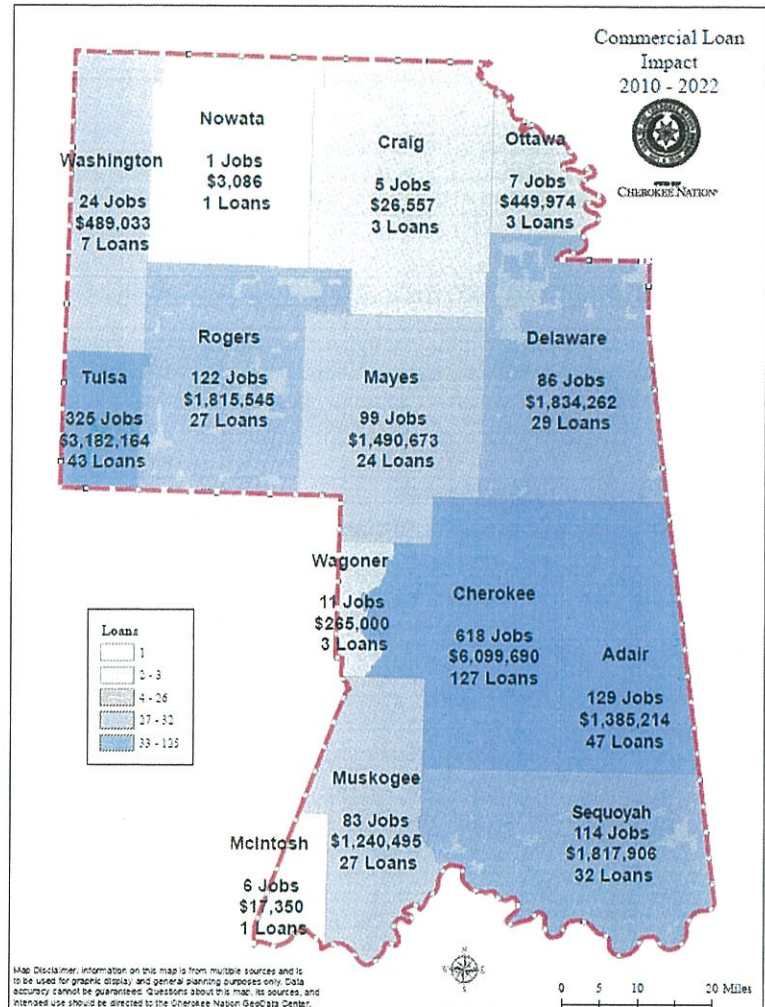 Commercial Loan
Impact
2010 - 2022
CHEROKEE NATION®
Nowata
1 Jobs
$3,086
1 Loans
Craig
5 Jobs
$26,557
3 Loans
Ottawa
7 Jobs
$449,974
3 Loans
Washington
24 Jobs
$489,033
7 Loans
Rogers
122 Jobs
$1,815,545
27 Loans
Delaware
86 Jobs
$1,834,262
29 Loans
Tulsa
325 Jobs
$3,182,164
43 Loans
Mayes
99 Jobs
$1,490,673
24 Loans
Wagoner
11 Jobs
$265,000
3 Loans
Cherokee
618 Jobs
$6,099,690
127 Loans
Adair
129 Jobs
$1,385,214
47 Loans
Loans
1
2 - 3
4 - 26
27 - 32
33 - 125
Muskogee
83 Jobs
$1,240,495
27 Loans
Sequoyah
114 Jobs
$1,817,906
32 Loans
McIntosh
6 Jobs
$17,350
1 Loans
Map Disclaimer: Information on this map is from multiple sources and is
to be used for graphic display and general planning purposes only. Data
accuracy cannot be guaranteed. Questions about this map, its sources, and
intended use should be directed to the Cherokee Nation GeoData Center.
N
0 5 10 20 Miles